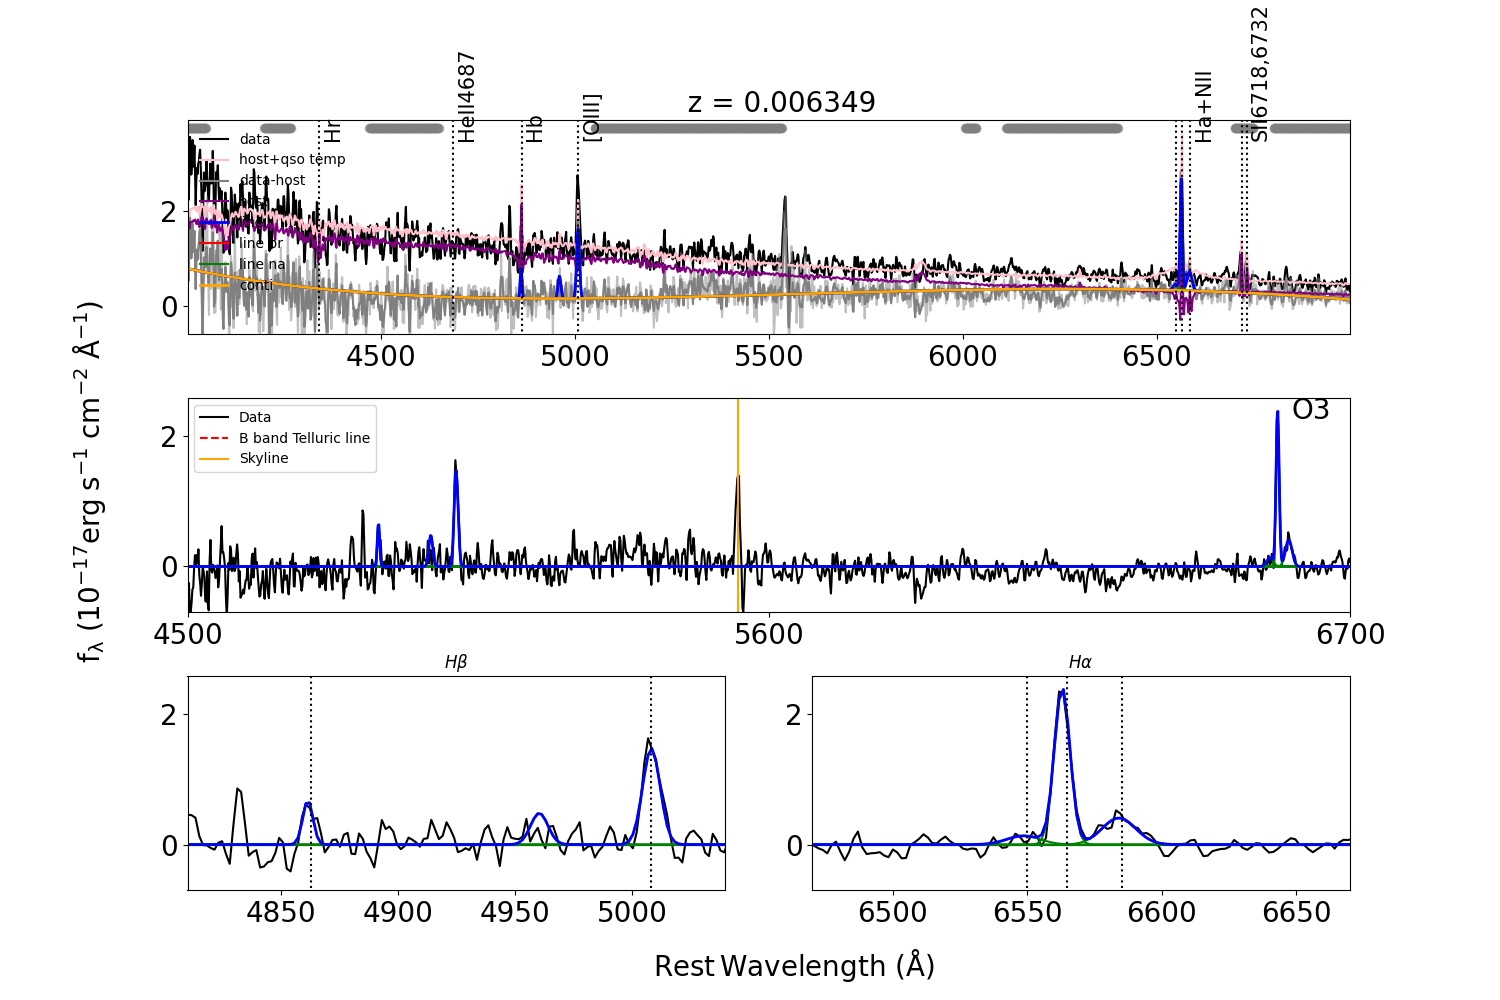 z = 0.006349
Hr
HeII4687
Hb
[OIII]
Ha+NII
SII6718,6732
data
host+qso temp
data-host
line br
line na
conti
2
0
4500 5000 5500 6000 6500
Data
B band Telluric line
Skyline
O3
2
0
4500 5600 6700
fλ (10⁻¹⁷erg s⁻¹ cm⁻² Å⁻¹)
Hβ
2
0
4850 4900 4950 5000
Hα
2
0
6500 6550 6600 6650
Rest Wavelength (Å)